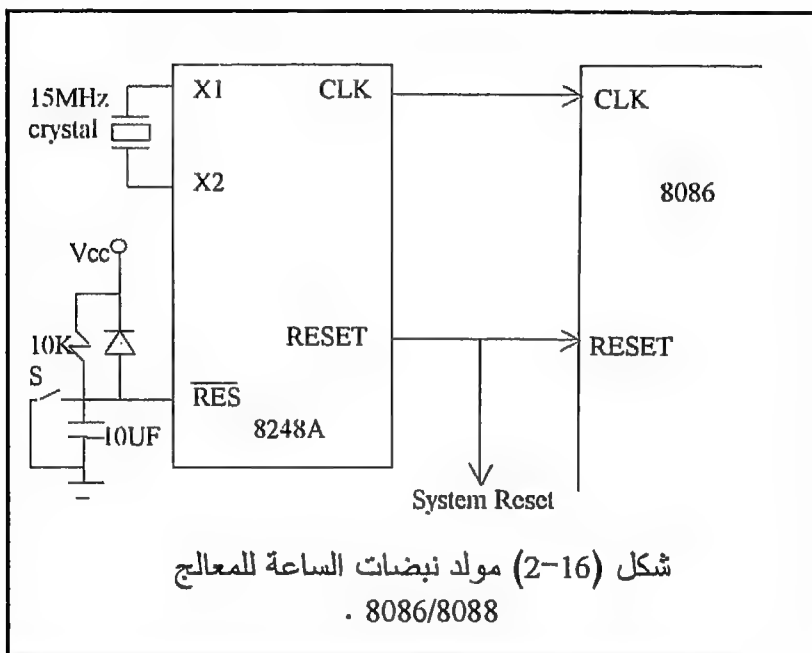 15MHz
crystal
X1
CLK
CLK
X2
8086
Vcc
10K
RESET
RESET
S
RES
8248A
10UF
System Reset
شكل (2-16) مولد نبضات الساعة للمعالج
8086/8088 .